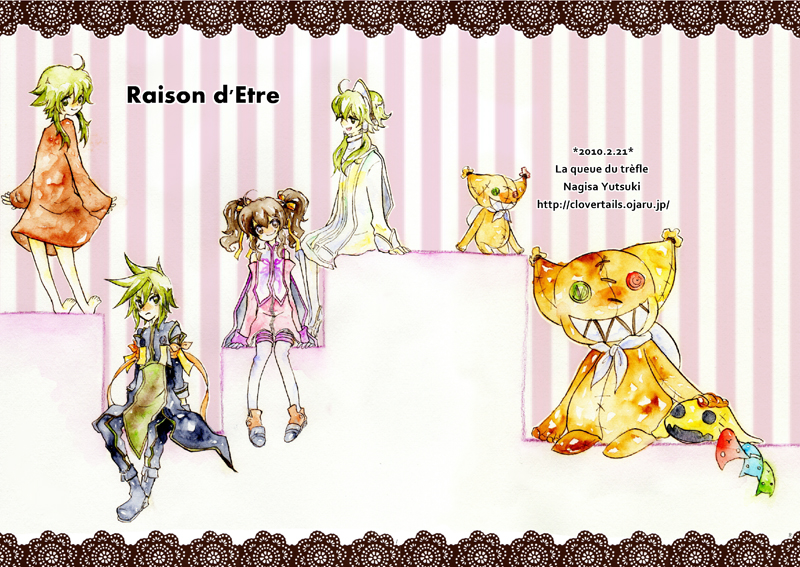 Raison d'Etre
*2010.2.21*
La queue du trèfle
Nagisa Yutsuki
http://clovertails.ojaru.jp/